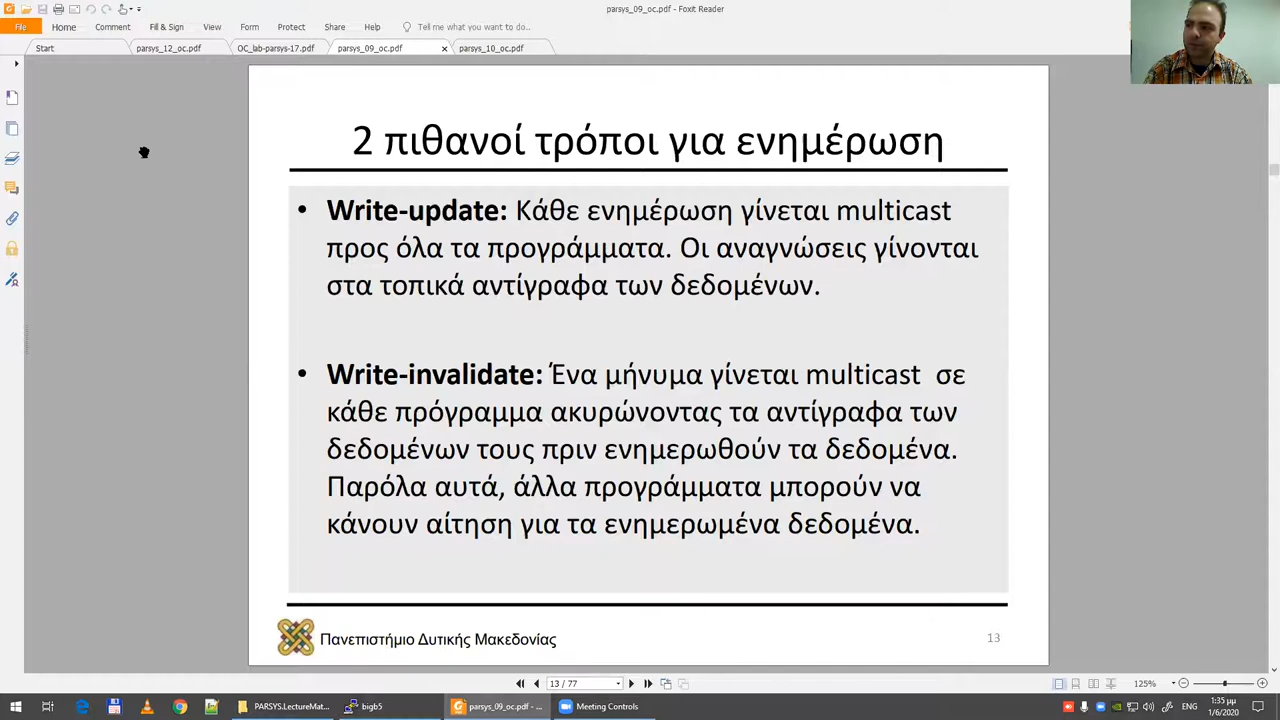 parsys_09_oc.pdf - Foxit Reader
File Home Comment Fill & Sign View Form Protect Share Help Tell me what you want to do..
Start parsys_12_oc.pdf OC_lab-parsys-17.pdf parsys_09_oc.pdf parsys_10_oc.pdf
2 πιθανοί τρόποι για ενημέρωση
• Write-update: Κάθε ενημέρωση γίνεται multicast
προς όλα τα προγράμματα. Οι αναγνώσεις γίνονται
στα τοπικά αντίγραφα των δεδομένων.
• Write-invalidate: Ένα μήνυμα γίνεται multicast σε
κάθε πρόγραμμα ακυρώνοντας τα αντίγραφα των
δεδομένων τους πριν ενημερωθούν τα δεδομένα.
Παρόλα αυτά, άλλα προγράμματα μπορούν να
κάνουν αίτηση για τα ενημερωμένα δεδομένα.
Πανεπιστήμιο Δυτικής Μακεδονίας 13
13 / 77 125%
PARSYS.LectureMat... bigb5 parsys_09_oc.pdf - ... Meeting Controls 1:35 μμ
1/6/2020